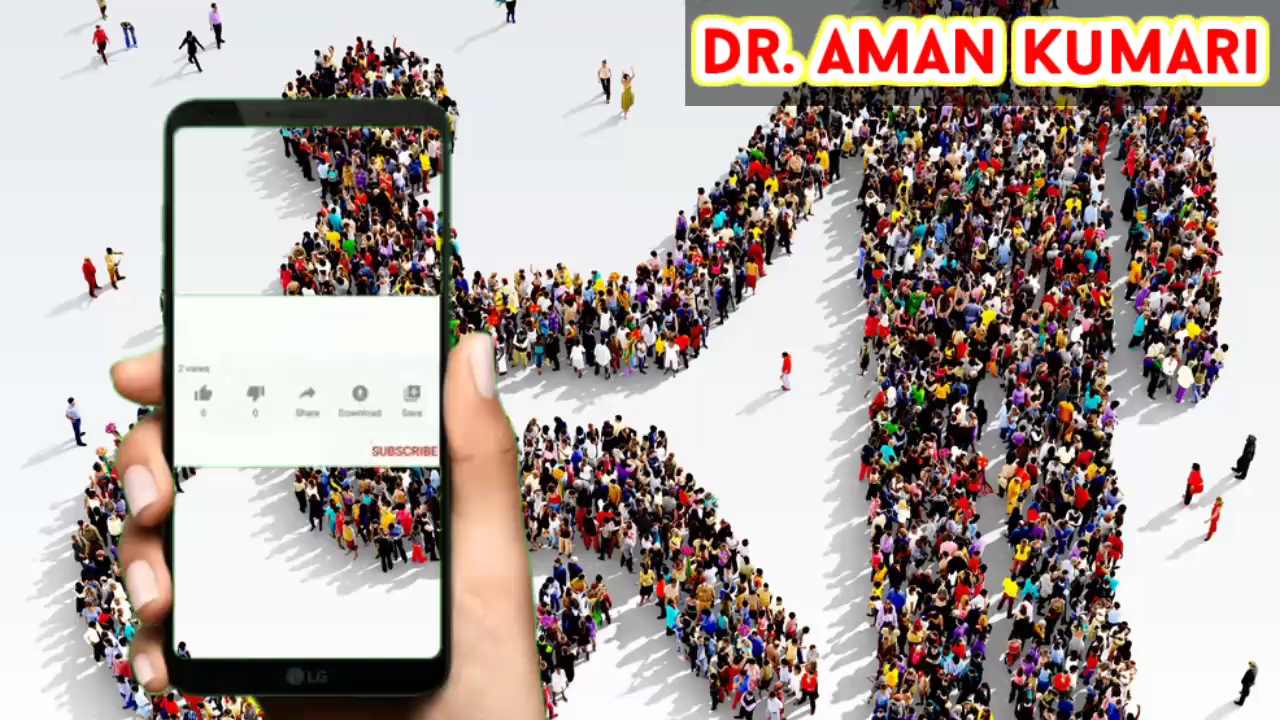 DR. AMAN KUMARI
2 views
0
0
Share
Download
Save
SUBSCRIBE
LG